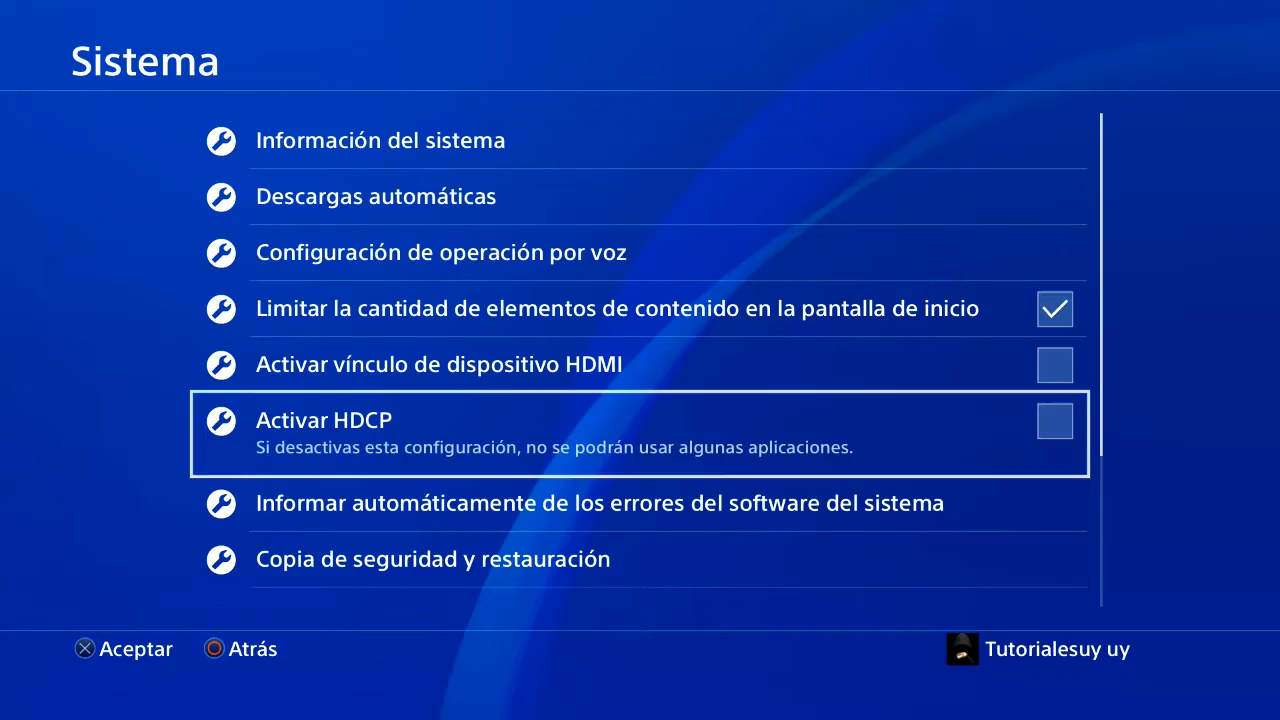 Sistema
Información del sistema
Descargas automáticas
Configuración de operación por voz
Limitar la cantidad de elementos de contenido en la pantalla de inicio
Activar vínculo de dispositivo HDMI
Activar HDCP
Si desactivas esta configuración, no se podrán usar algunas aplicaciones.
Informar automáticamente de los errores del software del sistema
Copia de seguridad y restauración
Aceptar Atrás Tutorialesuy uy